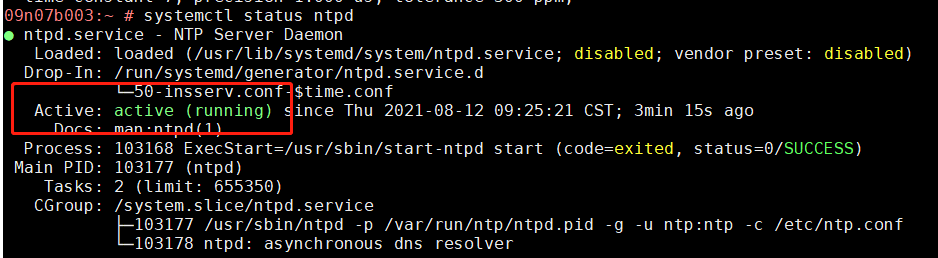 09n07b003:~ # systemctl status ntpd
● ntpd.service - NTP Server Daemon
Loaded: loaded (/usr/lib/systemd/system/ntpd.service; disabled; vendor preset: disabled)
Drop-In: /run/systemd/generator/ntpd.service.d
└─50-insserv.conf-$time.conf
Active: active (running) since Thu 2021-08-12 09:25:21 CST; 3min 15s ago
Docs: man:ntpd(1)
Process: 103168 ExecStart=/usr/sbin/start-ntpd start (code=exited, status=0/SUCCESS)
Main PID: 103177 (ntpd)
Tasks: 2 (limit: 655350)
CGroup: /system.slice/ntpd.service
├─103177 /usr/sbin/ntpd -p /var/run/ntp/ntpd.pid -g -u ntp:ntp -c /etc/ntp.conf
└─103178 ntpd: asynchronous dns resolver